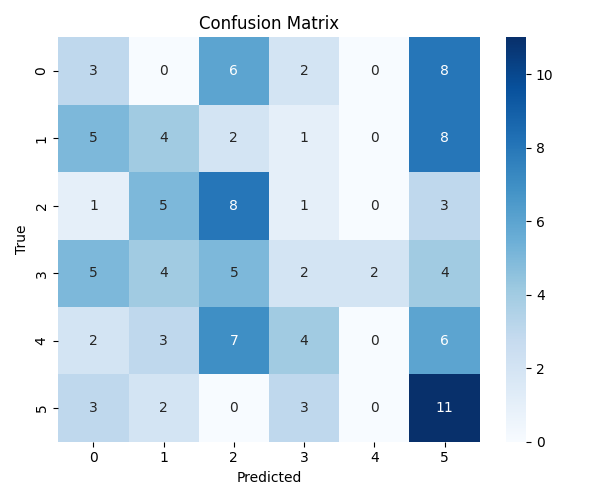 Confusion Matrix
0 3 0 6 2 0 8
1 5 4 2 1 0 8
2 1 5 8 1 0 3
3 5 4 5 2 2 4
4 2 3 7 4 0 6
5 3 2 0 3 0 11
0 1 2 3 4 5
Predicted
True
10
8
6
4
2
0